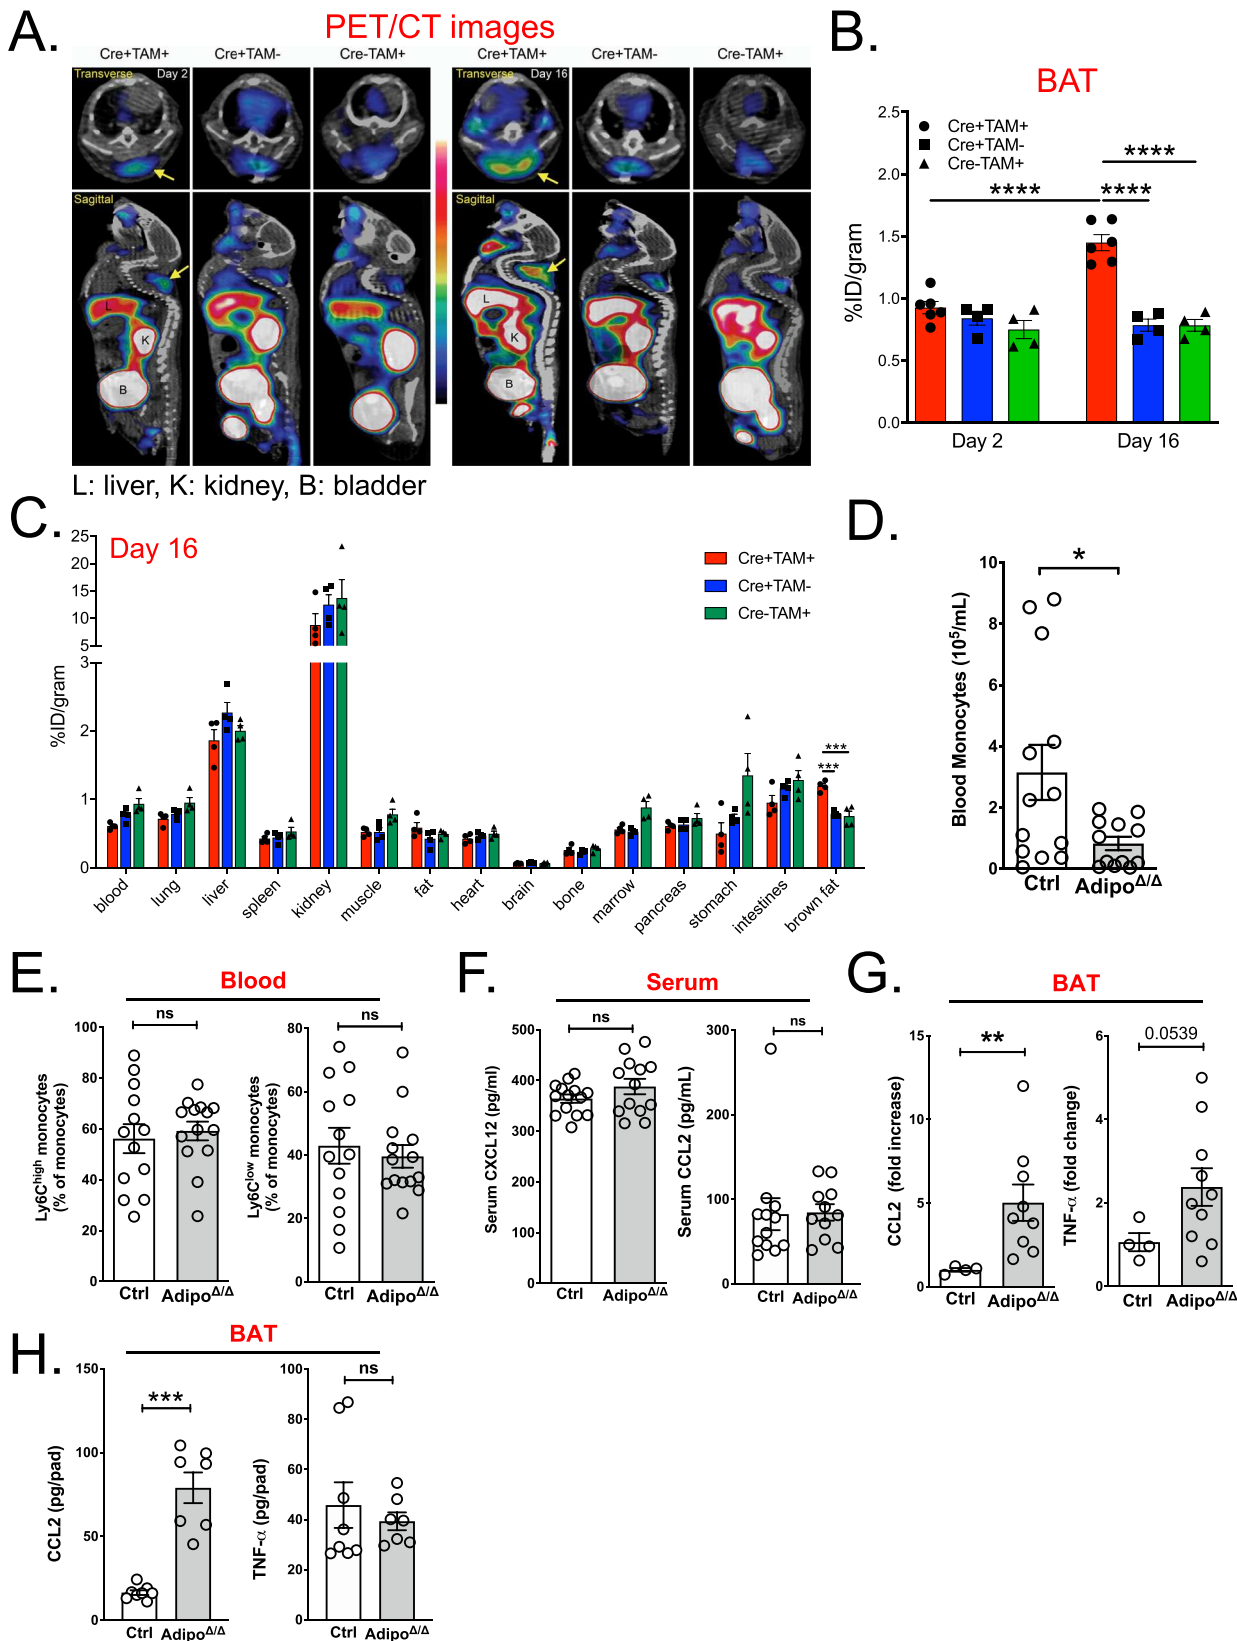 A.
PET/CT images
Cre+TAM+ Cre+TAM- Cre-TAM+ Cre+TAM+ Cre+TAM- Cre-TAM+
Transverse Day 2 Transverse Day 16
Sagittal Sagittal
L K B L K B
L: liver, K: kidney, B: bladder
B.
BAT
Cre+TAM+
Cre+TAM-
Cre-TAM+
%ID/gram
2.5
2.0
1.5
1.0
0.5
0.0
**** **** ****
Day 2 Day 16
C.
Day 16
%ID/gram
25
20
15
10
5
3
2
1
0
Cre+TAM+
Cre+TAM-
Cre-TAM+
***
***
blood lung liver spleen kidney muscle fat heart brain bone marrow pancreas stomach intestines brown fat
D.
Blood Monocytes (10⁵/mL)
10
8
6
4
2
0
*
Ctrl Adipo^Δ/Δ
E.
Blood
Ly6C^high monocytes
(% of monocytes)
100
80
60
40
20
0
ns
Ctrl Adipo^Δ/Δ
Ly6C^low monocytes
(% of monocytes)
80
60
40
20
0
ns
Ctrl Adipo^Δ/Δ
F.
Serum
Serum CXCL12 (pg/ml)
500
400
300
200
100
0
ns
Ctrl Adipo^Δ/Δ
Serum CCL2 (pg/mL)
300
200
100
0
ns
Ctrl Adipo^Δ/Δ
G.
BAT
CCL2 (fold increase)
15
10
5
0
**
Ctrl Adipo^Δ/Δ
TNF-α (fold change)
6
4
2
0
0.0539
Ctrl Adipo^Δ/Δ
H.
BAT
CCL2 (pg/pad)
150
100
50
0
***
Ctrl Adipo^Δ/Δ
TNF-α (pg/pad)
100
80
60
40
20
0
ns
Ctrl Adipo^Δ/Δ